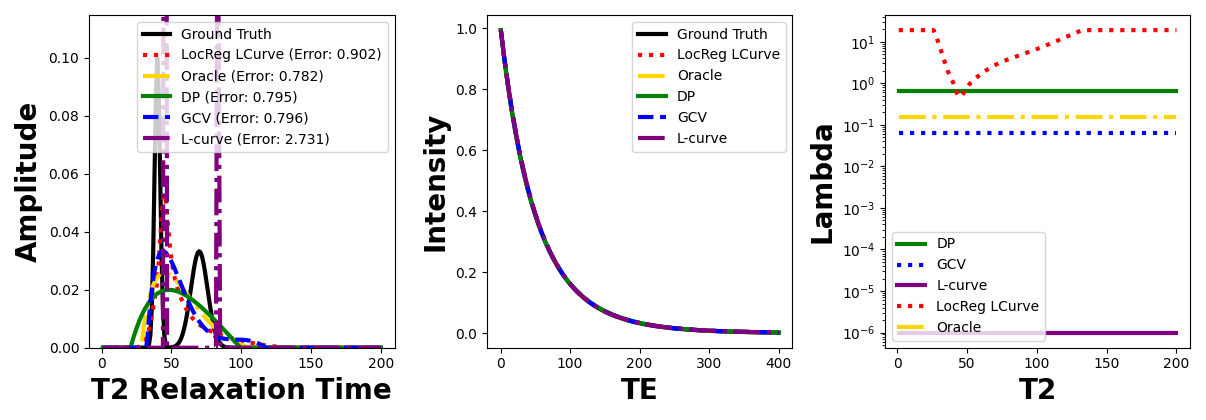 Amplitude
0.10
0.08
0.06
0.04
0.02
0.00
Ground Truth
LocReg LCurve (Error: 0.902)
Oracle (Error: 0.782)
DP (Error: 0.795)
GCV (Error: 0.796)
L-curve (Error: 2.731)
0 50 100 150 200
T2 Relaxation Time
Intensity
1.0
0.8
0.6
0.4
0.2
0.0
Ground Truth
LocReg LCurve
Oracle
DP
GCV
L-curve
0 100 200 300 400
TE
Lambda
10^1
10^0
10^-1
10^-2
10^-3
10^-4
10^-5
10^-6
DP
GCV
L-curve
LocReg LCurve
Oracle
0 50 100 150 200
T2